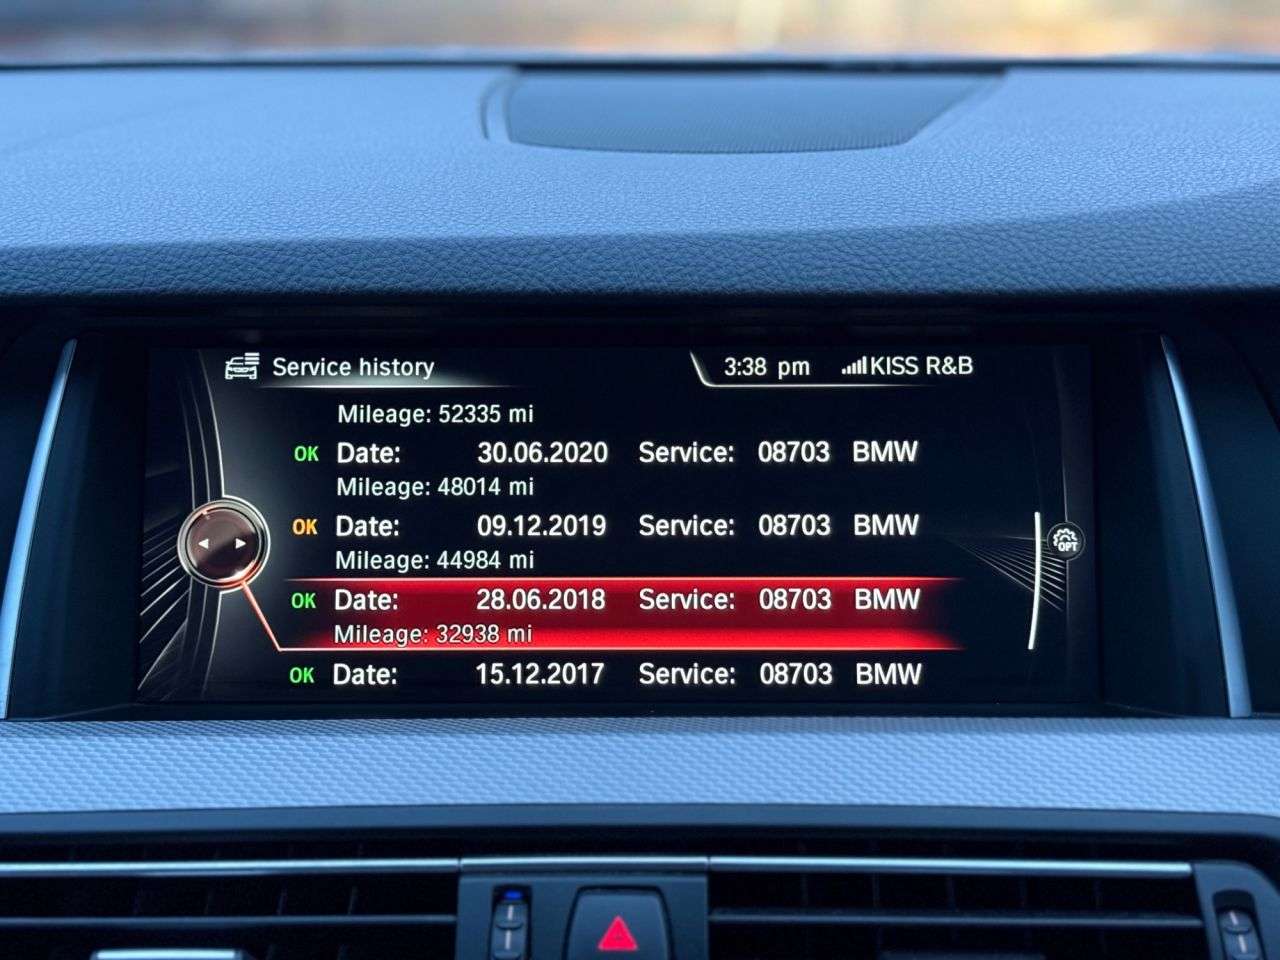 Service history 3:38 pm KISS R&B
Mileage: 52335 mi
OK Date: 30.06.2020 Service: 08703 BMW
Mileage: 48014 mi
OK Date: 09.12.2019 Service: 08703 BMW
Mileage: 44984 mi
OK Date: 28.06.2018 Service: 08703 BMW
Mileage: 32938 mi
OPT
OK Date: 15.12.2017 Service: 08703 BMW